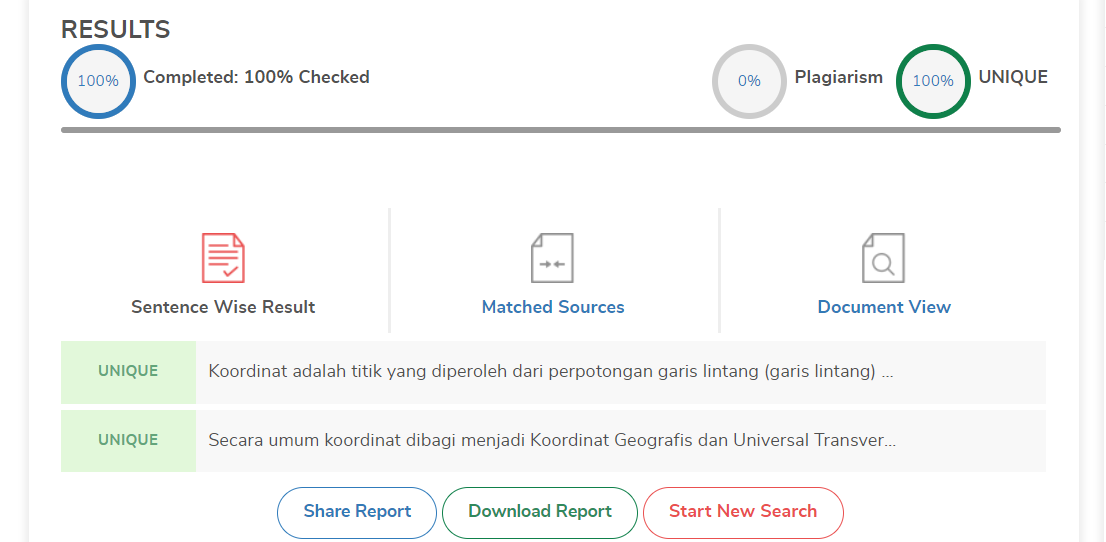 RESULTS
100% Completed: 100% Checked 0% Plagiarism 100% UNIQUE
Sentence Wise Result Matched Sources Document View
UNIQUE Koordinat adalah titik yang diperoleh dari perpotongan garis lintang (garis lintang) ...
UNIQUE Secara umum koordinat dibagi menjadi Koordinat Geografis dan Universal Transver...
Share Report Download Report Start New Search